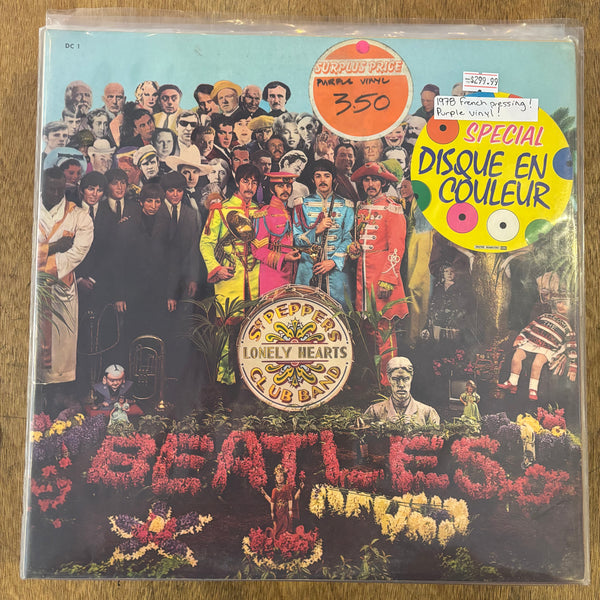 DC 1
SURPLUS PRICE
PURPLE VINYL
350
$299.99
1978 French pressing!
Purple vinyl!
SPECIAL
DISQUE EN
COULEUR
SGT PEPPERS
LONELY HEARTS
CLUB BAND
BEATLES